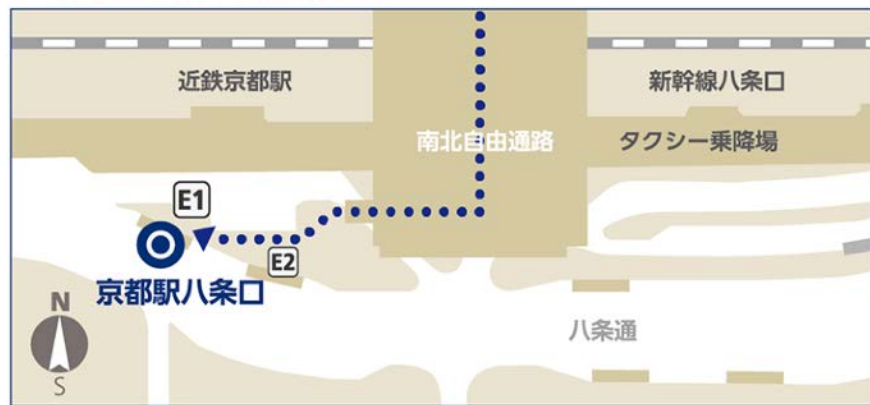 近鉄京都駅
新幹線八条口
南北自由通路
タクシー乗降場
E1
E2
京都駅八条口
N
S
八条通